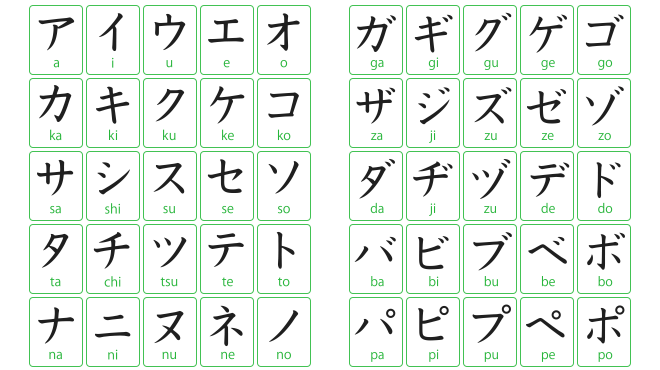 ア イ ウ エ オ
a i u e o
カ キ ク ケ コ
ka ki ku ke ko
サ シ ス セ ソ
sa shi su se so
タ チ ツ テ ト
ta chi tsu te to
ナ ニ ヌ ネ ノ
na ni nu ne no
ガ ギ グ ゲ ゴ
ga gi gu ge go
ザ ジ ズ ゼ ゾ
za ji zu ze zo
ダ ヂ ヅ デ ド
da ji zu de do
バ ビ ブ ベ ボ
ba bi bu be bo
パ ピ プ ペ ポ
pa pi pu pe po